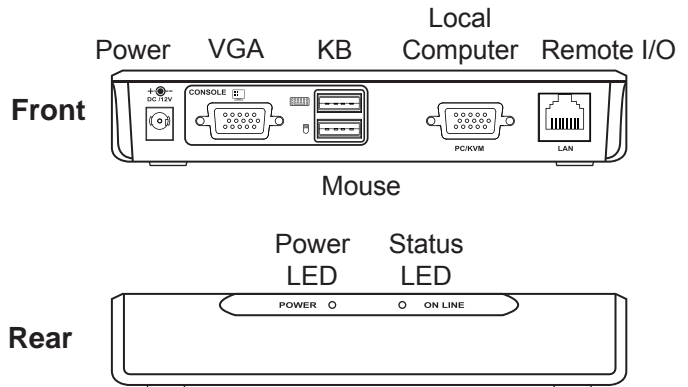 Local
Power VGA KB Computer Remote I/O
Front
+ -
DC /12V
CONSOLE
PC/KVM
LAN
Mouse
Power Status
LED LED
POWER ON LINE
Rear